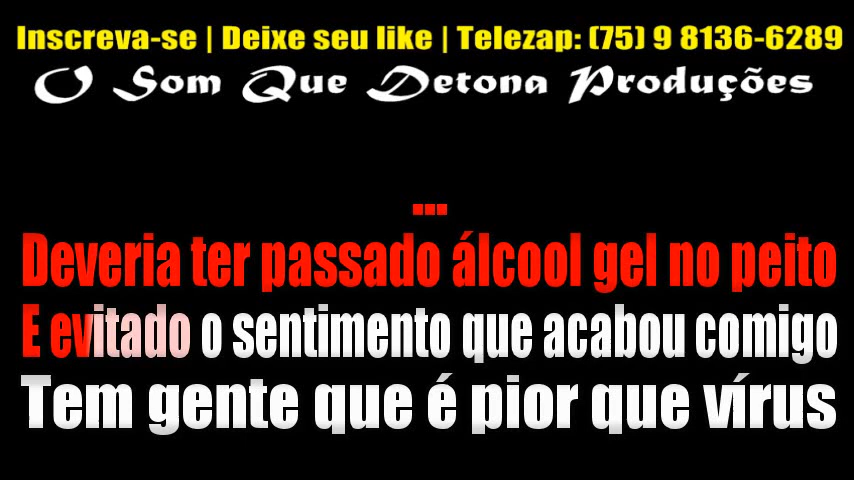 Inscreva-se | Deixe seu like | Telezap: (75) 9 8136-6289
O Som Que Detona Produções
...
Deveria ter passado álcool gel no peito
E evitado o sentimento que acabou comigo
Tem gente que é pior que vírus